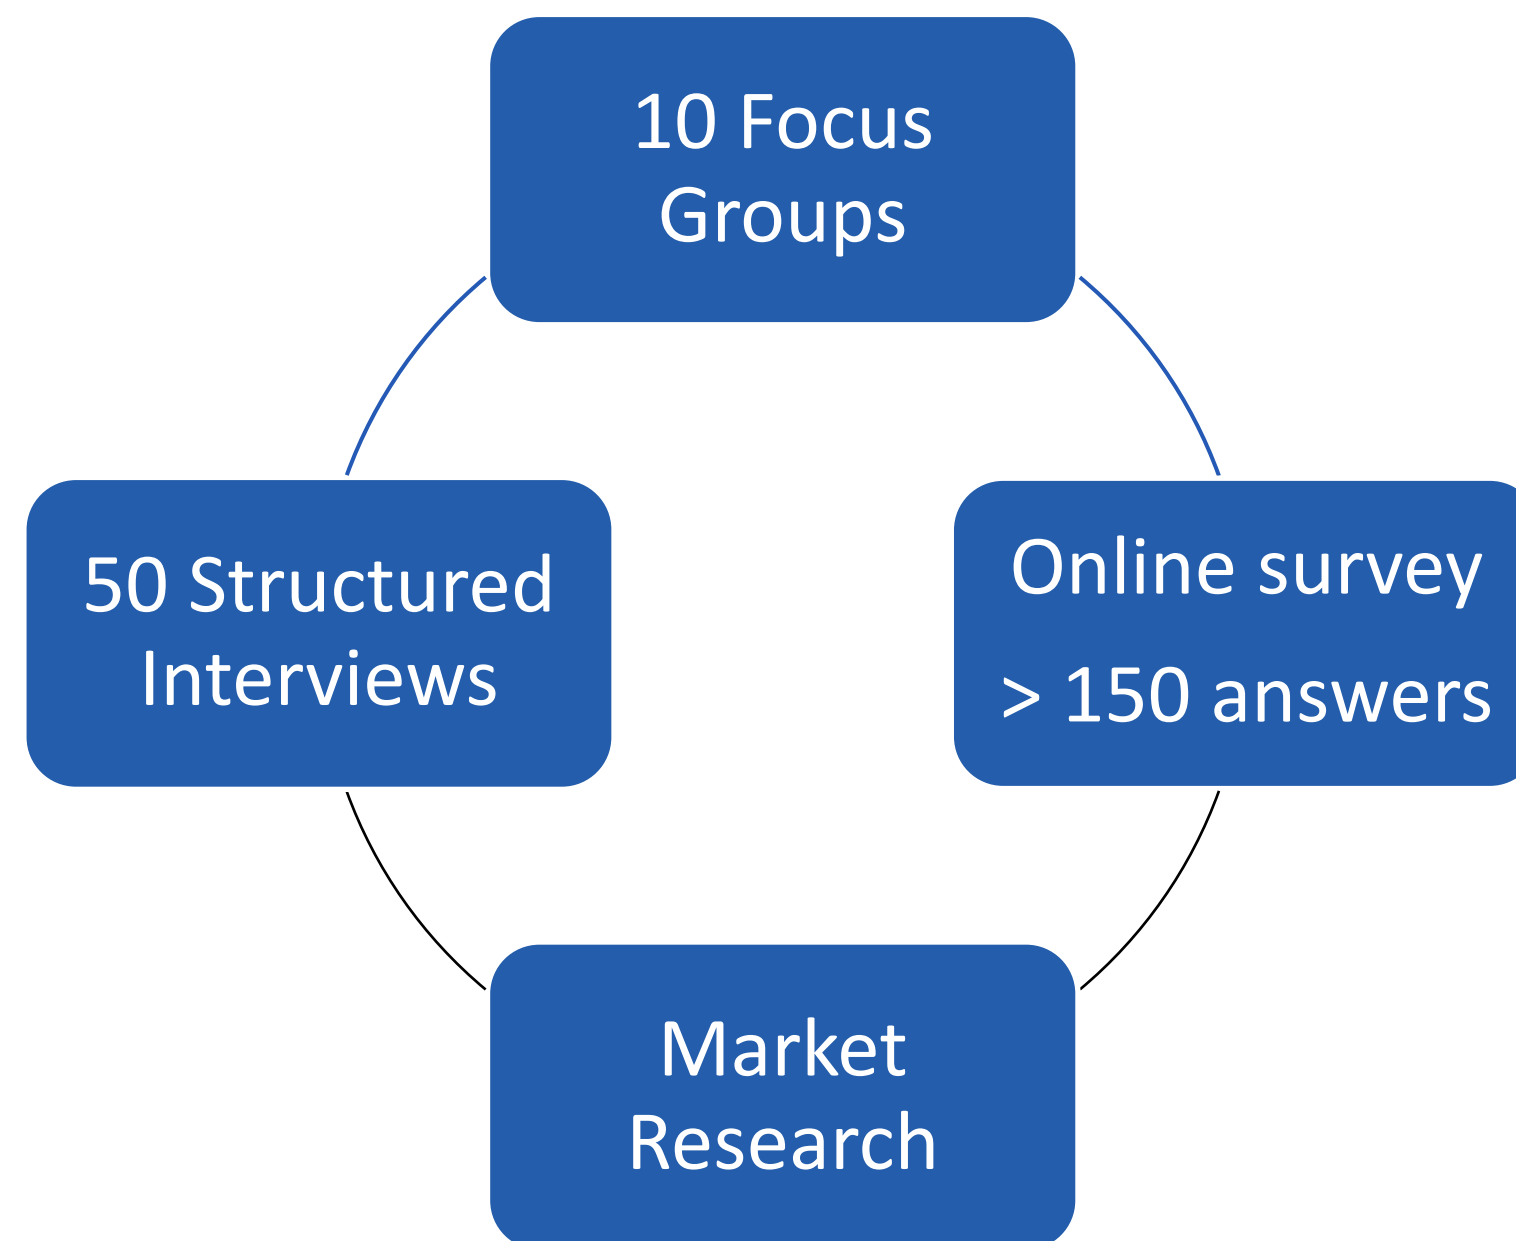 10 Focus
Groups
50 Structured
Interviews
Online survey
> 150 answers
Market
Research